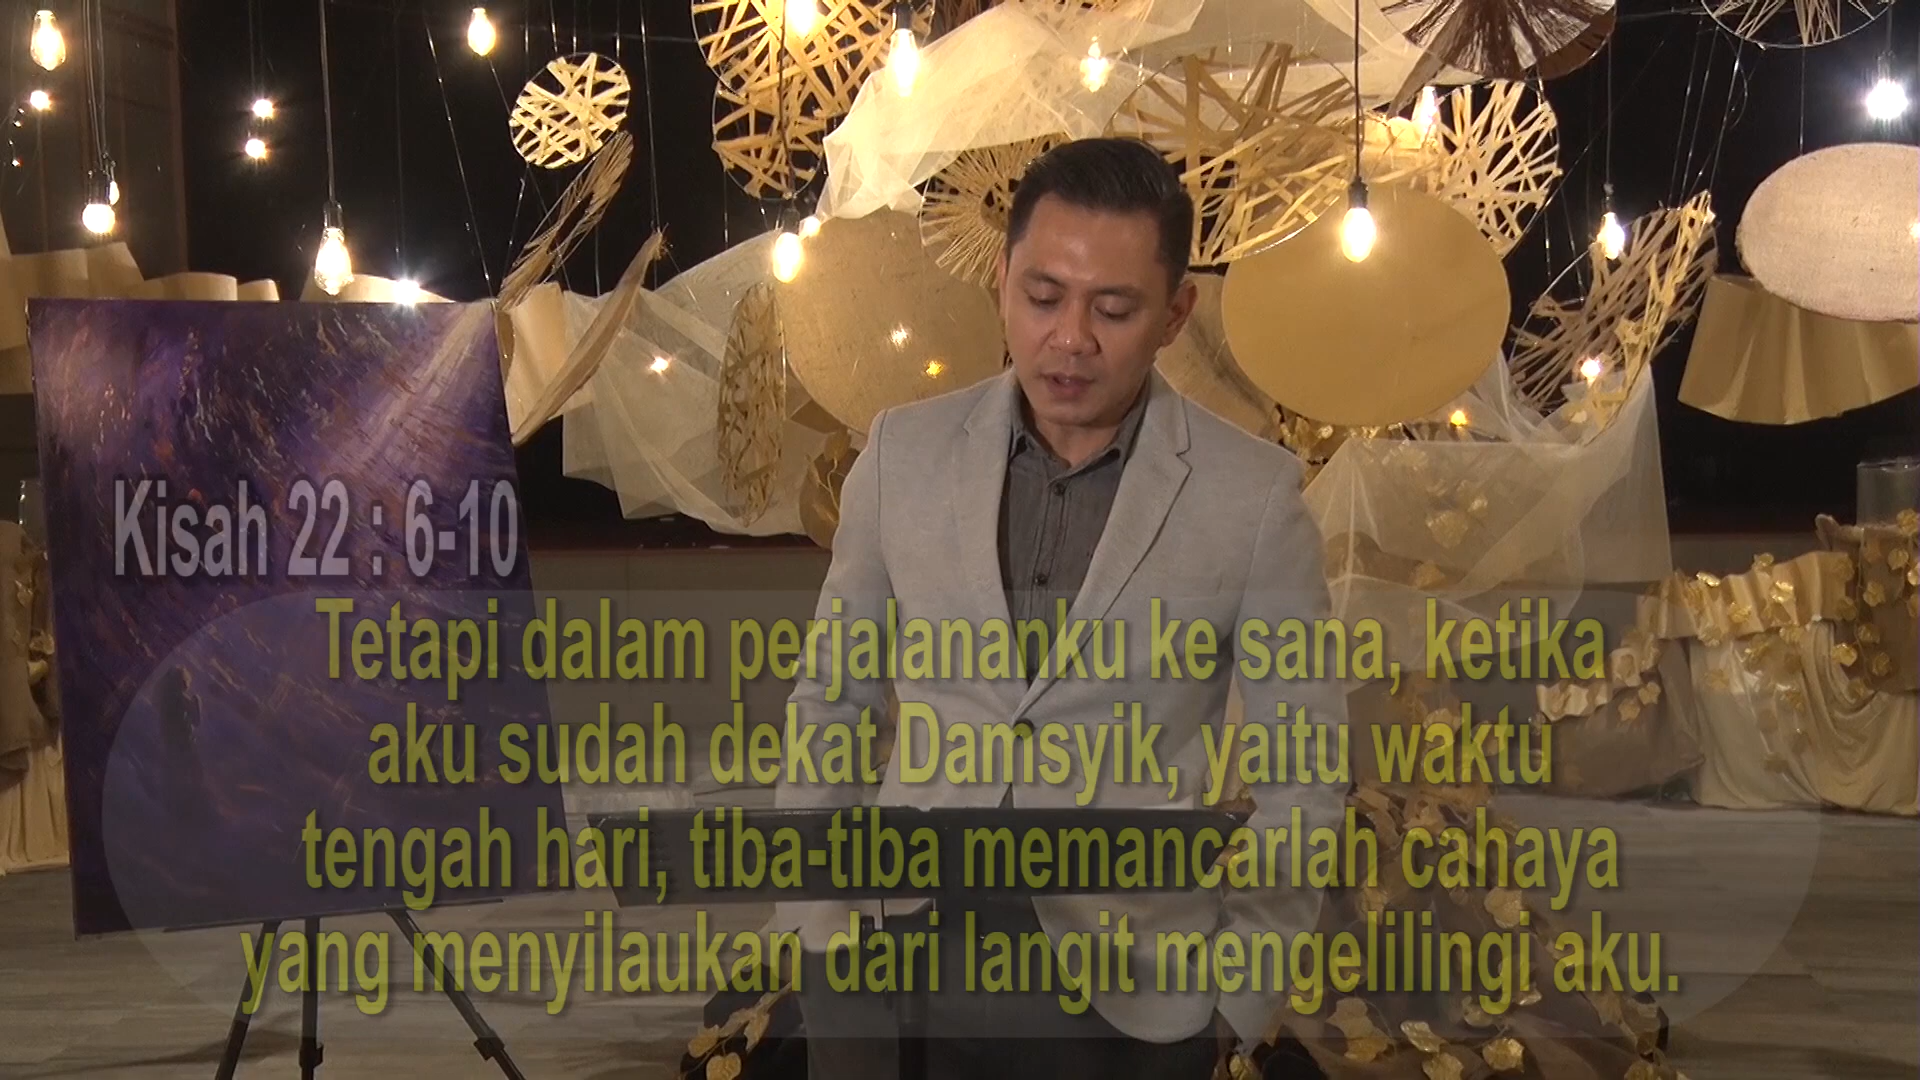 Kisah 22 : 6-10
Tetapi dalam perjalananku ke sana, ketika
aku sudah dekat Damsyik, yaitu waktu
tengah hari, tiba-tiba memancarlah cahaya
yang menyilaukan dari langit mengelilingi aku.